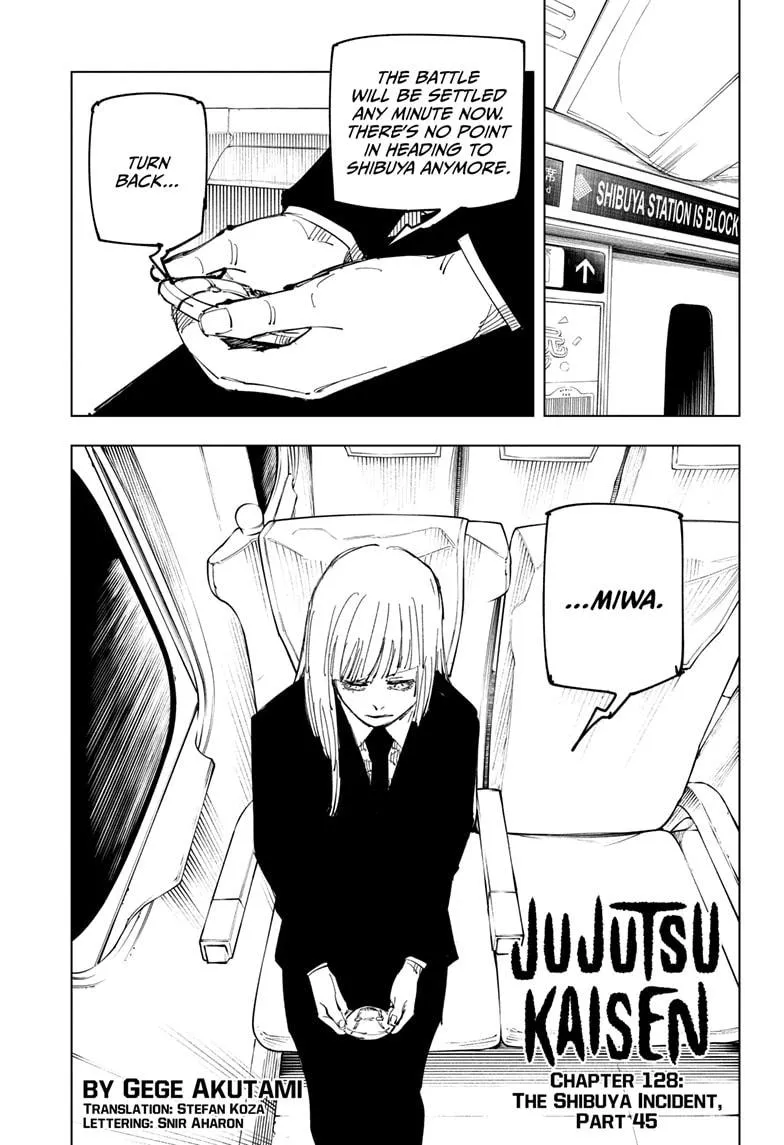 SHIBUYA STATION IS BLOCK
THE BATTLE
WILL BE SETTLED
ANY MINUTE NOW.
THERE'S NO POINT
IN HEADING TO
SHIBUYA ANYMORE.
TURN
BACK...
...MIWA.
JUJUTSU
KAISEN
CHAPTER 128:
THE SHIBUYA INCIDENT,
PART 45
BY GEGE AKUTAMI
TRANSLATION: STEFAN KOZA
LETTERING: SNIR AHARON